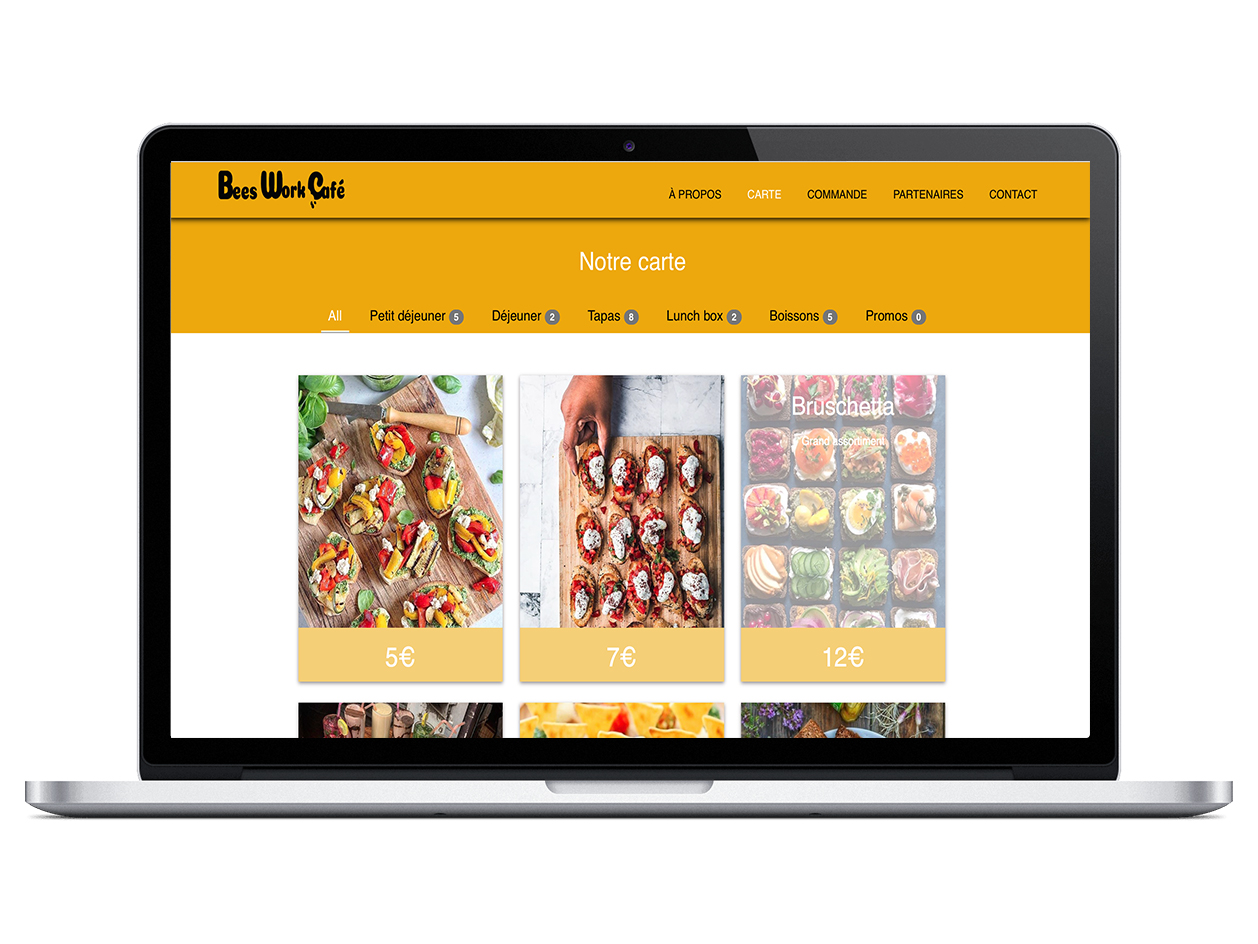 Bees Work Café
À PROPOS CARTE COMMANDE PARTENAIRES CONTACT
Notre carte
All Petit déjeuner 5 Déjeuner 2 Tapas 8 Lunch box 2 Boissons 5 Promos 0
Bruschetta
Grand assortiment
5€ 7€ 12€